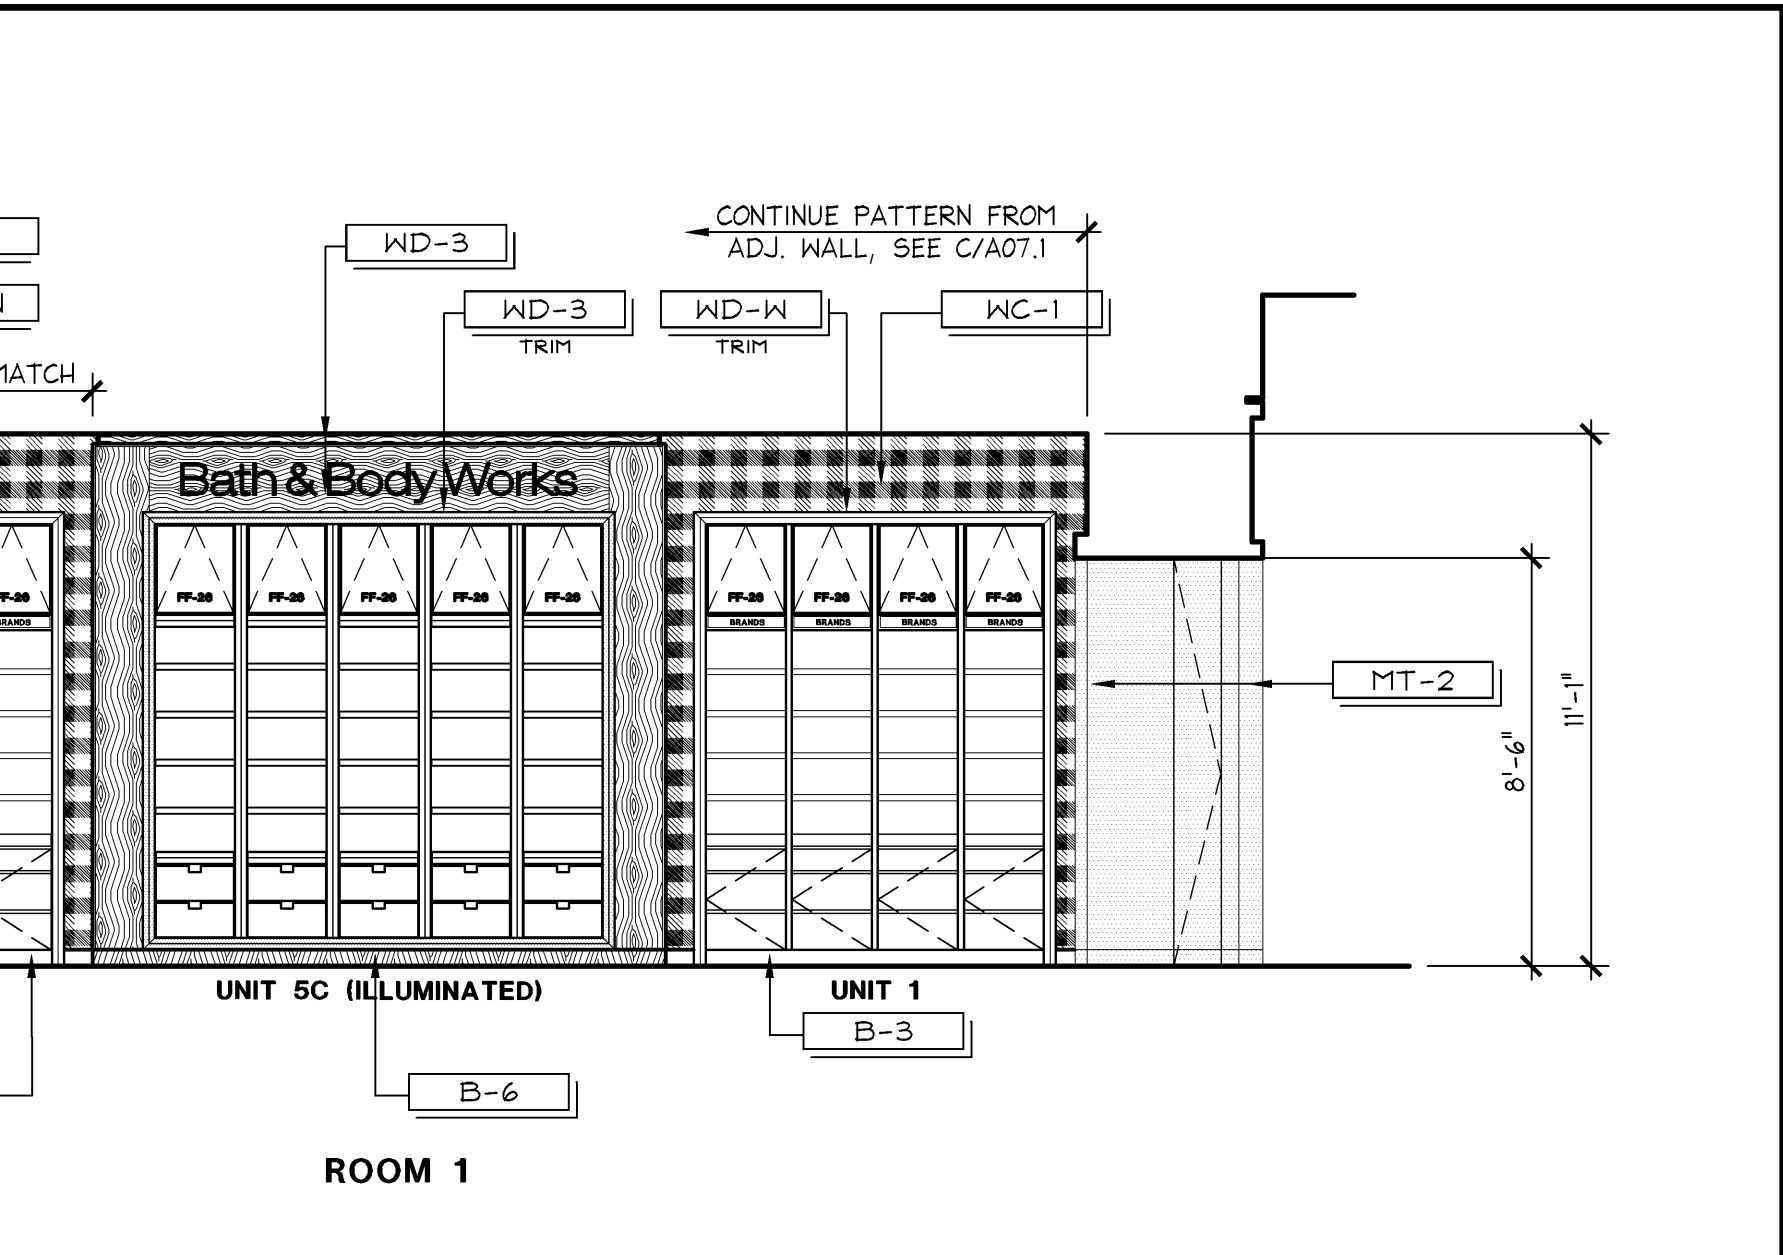 CONTINUE PATTERN FROM
ADJ. WALL, SEE C/A07.1
WD-3
WD-3
TRIM
WD-W
TRIM
WC-1
MATCH
Bath & Body Works
FF-26
FF-26
FF-26
FF-26
FF-26
FF-26
FF-26
FF-26
FF-26
FF-26
BRANDS
BRANDS
BRANDS
BRANDS
BRANDS
MT-2
8'-6"
11'-1"
UNIT 5C (ILLUMINATED)
UNIT 1
B-3
B-6
ROOM 1